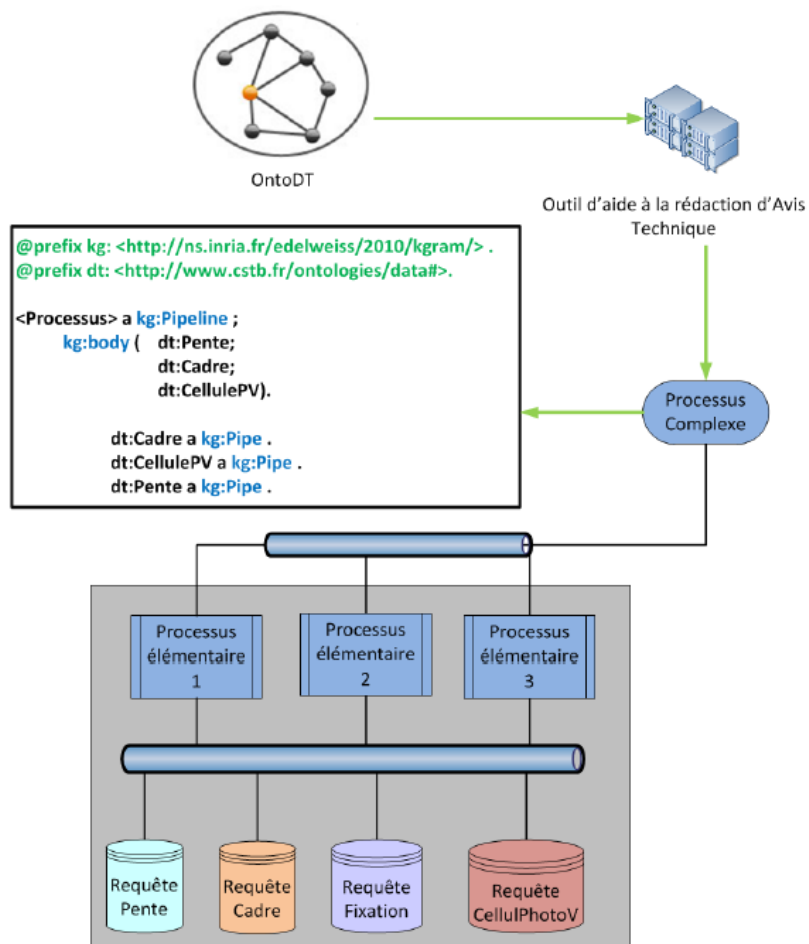 OntoDT
Outil d'aide à la rédaction d'Avis
Technique
@prefix kg: <http://ns.inria.fr/edelweiss/2010/kgram/> .
@prefix dt: <http://www.cstb.fr/ontologies/data#>.
<Processus> a kg:Pipeline ;
kg:body ( dt:Pente;
dt:Cadre;
dt:CellulePV).
dt:Cadre a kg:Pipe .
dt:CellulePV a kg:Pipe .
dt:Pente a kg:Pipe .
Processus
Complexe
Processus
élémentaire
1
Processus
élémentaire
2
Processus
élémentaire
3
Requête
Pente
Requête
Cadre
Requête
Fixation
Requête
CellulPhotoV